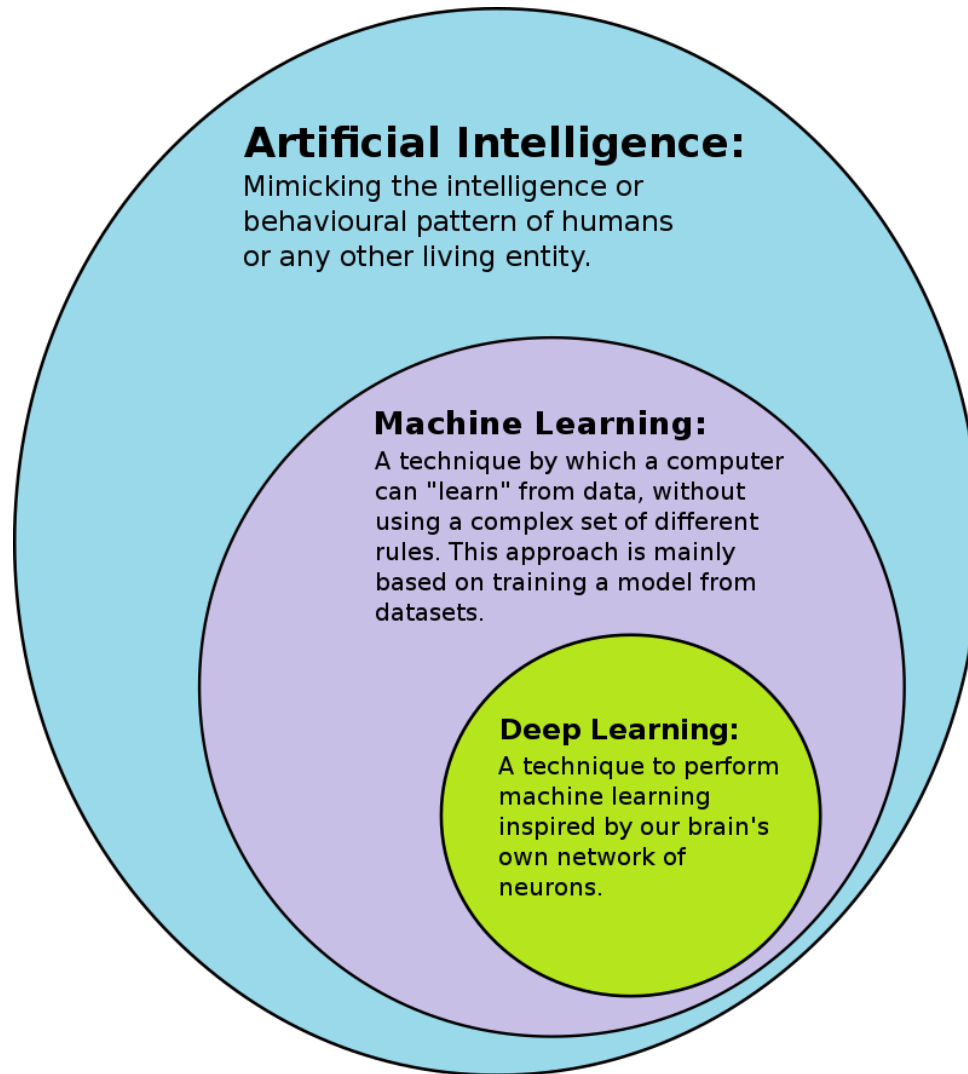 Artificial Intelligence:
Mimicking the intelligence or
behavioural pattern of humans
or any other living entity.
Machine Learning:
A technique by which a computer
can "learn" from data, without
using a complex set of different
rules. This approach is mainly
based on training a model from
datasets.
Deep Learning:
A technique to perform
machine learning
inspired by our brain's
own network of
neurons.